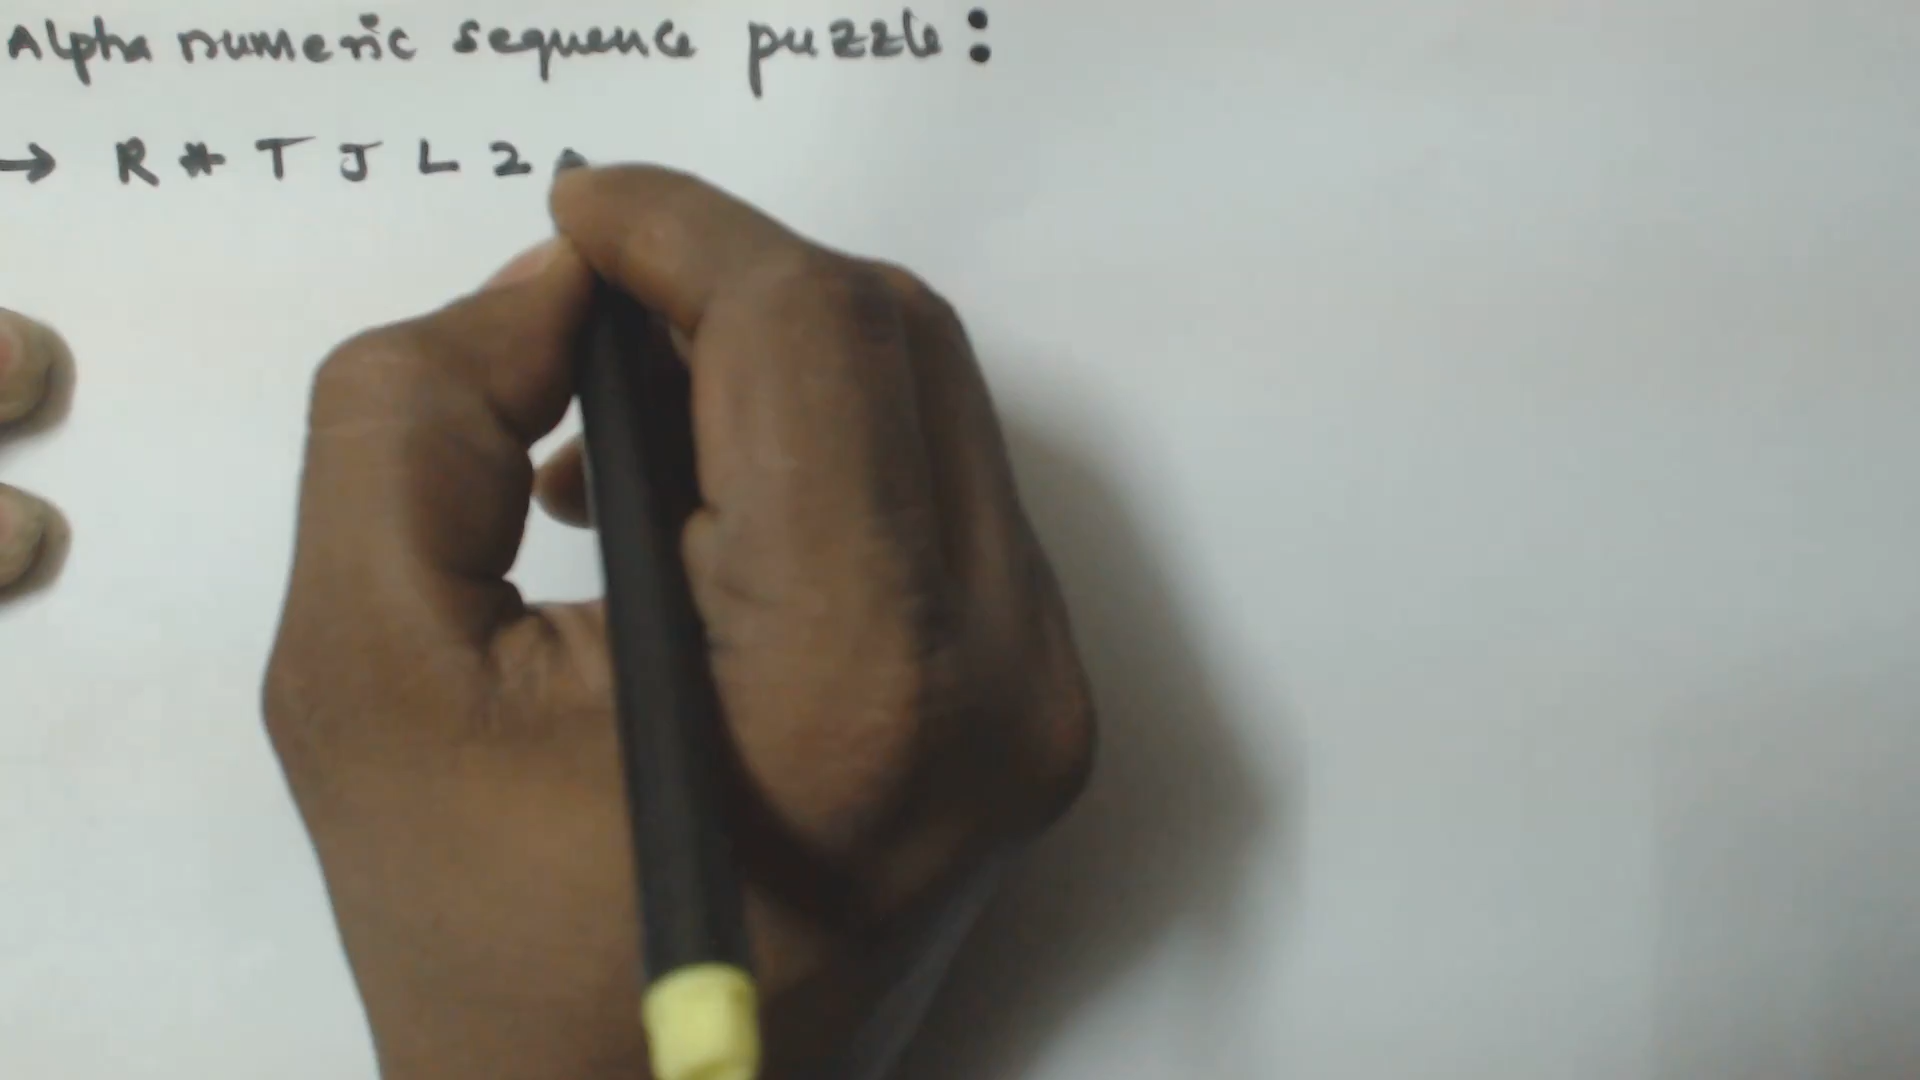 Alpha numeric sequence puzzle:
→ R * T J L 2